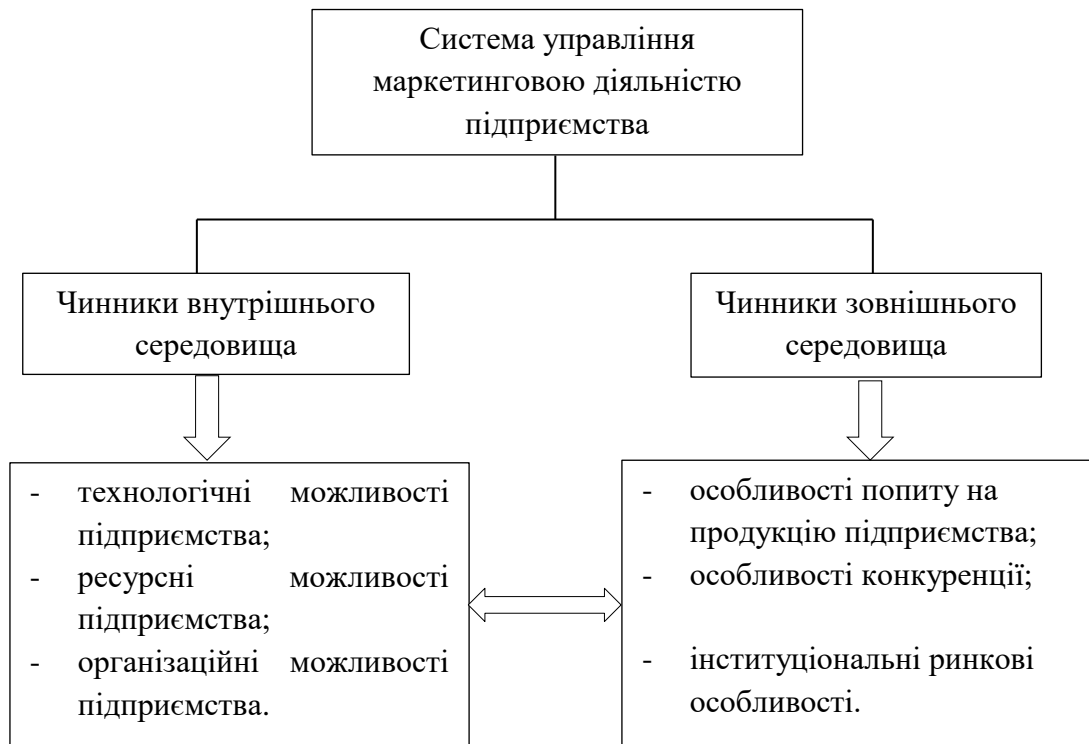 Система управління
маркетинговою діяльністю
підприємства
Чинники внутрішнього
середовища
Чинники зовнішнього
середовища
- технологічні можливості
підприємства;
- ресурсні можливості
підприємства;
- організаційні можливості
підприємства.
- особливості попиту на
продукцію підприємства;
- особливості конкуренції;
- інституціональні ринкові
особливості.